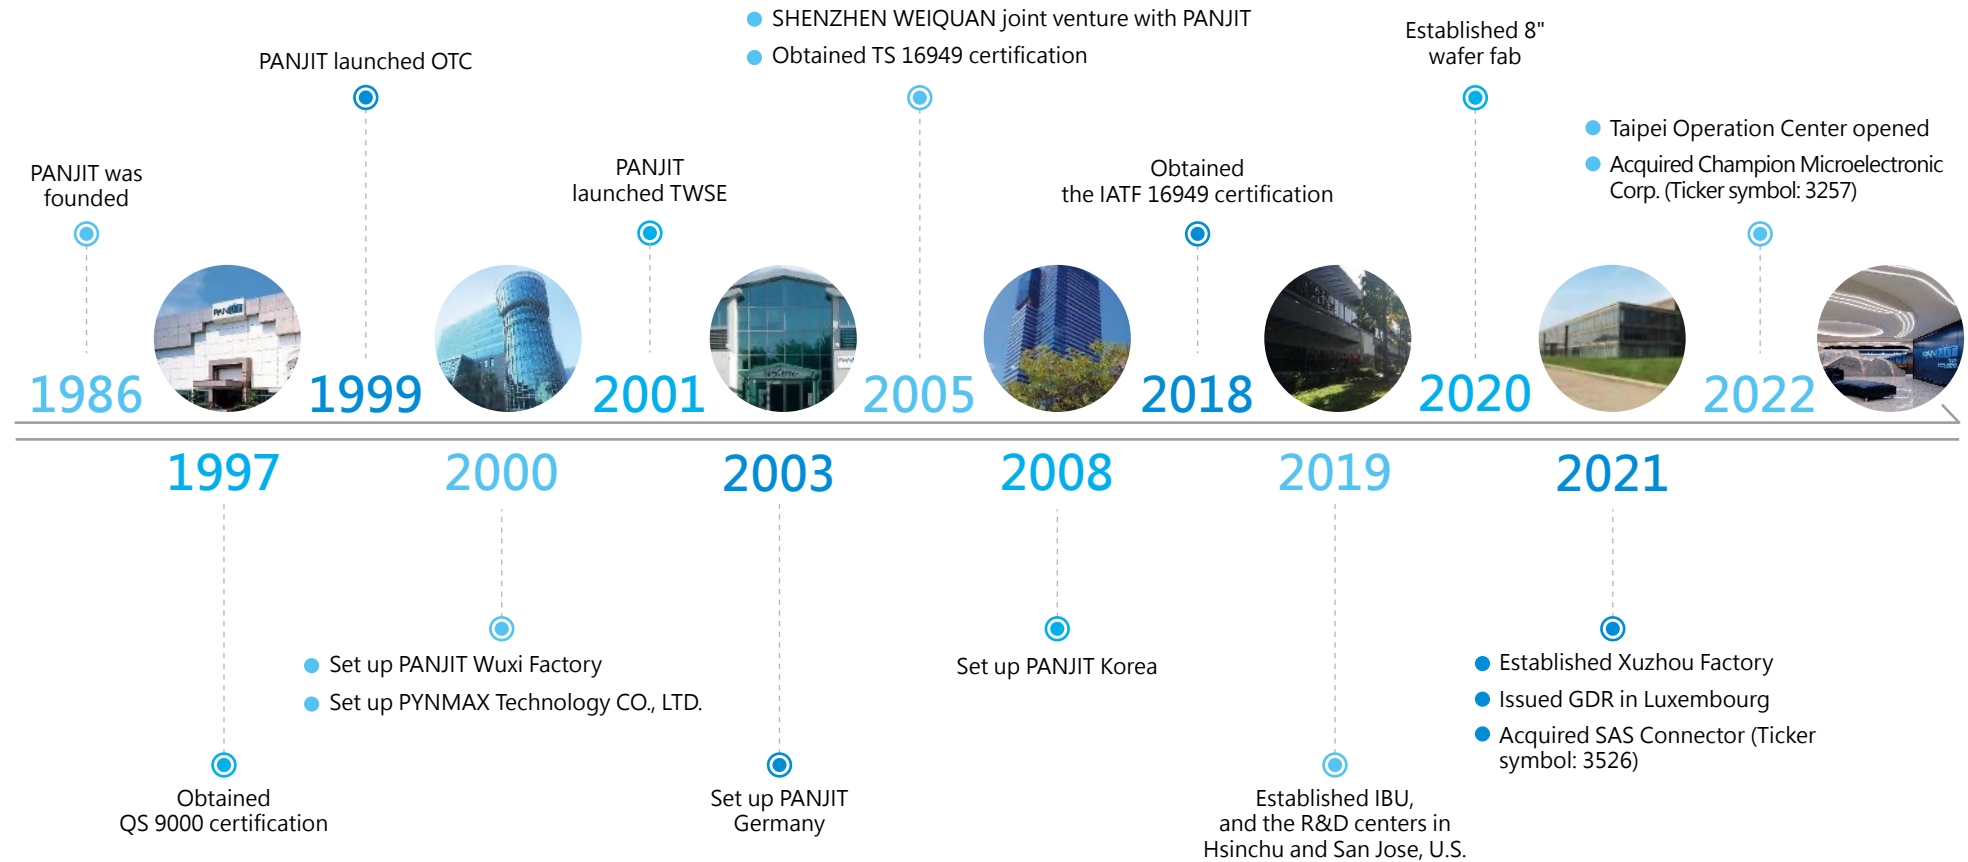 SHENZHEN WEIQUAN joint venture with PANJIT
Obtained TS 16949 certification
Established 8"
wafer fab
PANJIT launched OTC
Taipei Operation Center opened
Acquired Champion Microelectronic
Corp. (Ticker symbol: 3257)
PANJIT was
founded
PANJIT
launched TWSE
Obtained
the IATF 16949 certification
PANJIT
1986
1999
2001
2005
2018
2020
2022
1997
2000
2003
2008
2019
2021
Set up PANJIT Wuxi Factory
Set up PYNMAX Technology CO., LTD.
Set up PANJIT Korea
Established Xuzhou Factory
Issued GDR in Luxembourg
Acquired SAS Connector (Ticker
symbol: 3526)
Obtained
QS 9000 certification
Set up PANJIT
Germany
Established IBU,
and the R&D centers in
Hsinchu and San Jose, U.S.